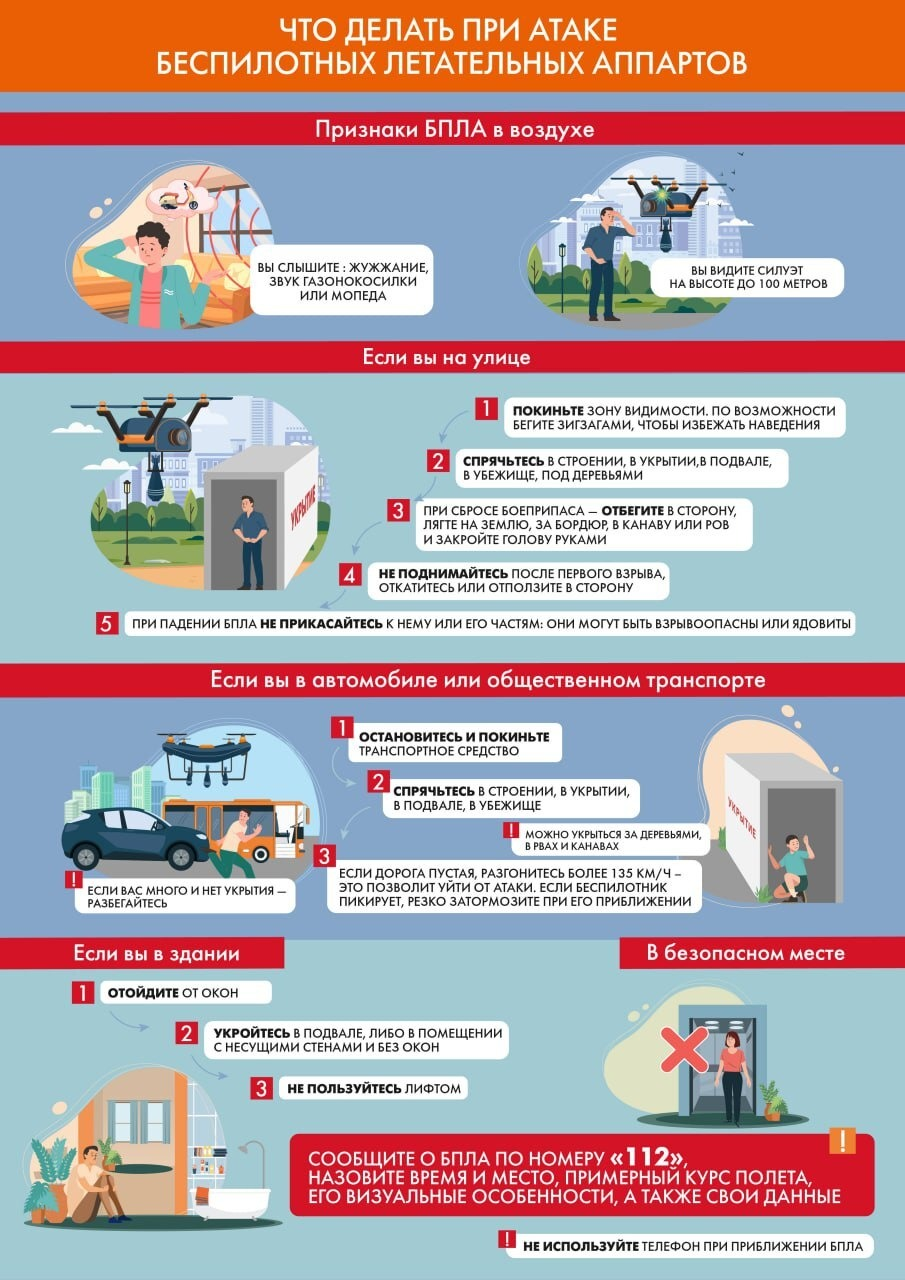 ЧТО ДЕЛАТЬ ПРИ АТАКЕ
БЕСПИЛОТНЫХ ЛЕТАТЕЛЬНЫХ АППАРТОВ
Признаки БПЛА в воздухе
ВЫ СЛЫШИТЕ : ЖУЖЖАНИЕ,
ЗВУК ГАЗОНОКОСИЛКИ
ИЛИ МОПЕДА
ВЫ ВИДИТЕ СИЛУЭТ
НА ВЫСОТЕ ДО 100 МЕТРОВ
Если вы на улице
УКРЫТИЕ
1 ПОКИНЬТЕ ЗОНУ ВИДИМОСТИ. ПО ВОЗМОЖНОСТИ
БЕГИТЕ ЗИГЗАГАМИ, ЧТОБЫ ИЗБЕЖАТЬ НАВЕДЕНИЯ
2 СПРЯЧЬТЕСЬ В СТРОЕНИИ, В УКРЫТИИ,В ПОДВАЛЕ,
В УБЕЖИЩЕ, ПОД ДЕРЕВЬЯМИ
3 ПРИ СБРОСЕ БОЕПРИПАСА — ОТБЕГИТЕ В СТОРОНУ,
ЛЯГТЕ НА ЗЕМЛЮ, ЗА БОРДЮР, В КАНАВУ ИЛИ РОВ
И ЗАКРОЙТЕ ГОЛОВУ РУКАМИ
4 НЕ ПОДНИМАЙТЕСЬ ПОСЛЕ ПЕРВОГО ВЗРЫВА,
ОТКАТИТЕСЬ ИЛИ ОТПОЛЗИТЕ В СТОРОНУ
5 ПРИ ПАДЕНИИ БПЛА НЕ ПРИКАСАЙТЕСЬ К НЕМУ ИЛИ ЕГО ЧАСТЯМ: ОНИ МОГУТ БЫТЬ ВЗРЫВООПАСНЫ ИЛИ ЯДОВИТЫ
Если вы в автомобиле или общественном транспорте
1 ОСТАНОВИТЕСЬ И ПОКИНЬТЕ
ТРАНСПОРТНОЕ СРЕДСТВО
2 СПРЯЧЬТЕСЬ В СТРОЕНИИ, В УКРЫТИИ,
В ПОДВАЛЕ, В УБЕЖИЩЕ
! МОЖНО УКРЫТЬСЯ ЗА ДЕРЕВЬЯМИ,
В РВАХ И КАНАВАХ
УКРЫТИЕ
3 ЕСЛИ ДОРОГА ПУСТАЯ, РАЗГОНИТЕСЬ БОЛЕЕ 135 КМ/Ч –
ЭТО ПОЗВОЛИТ УЙТИ ОТ АТАКИ. ЕСЛИ БЕСПИЛОТНИК
ПИКИРУЕТ, РЕЗКО ЗАТОРМОЗИТЕ ПРИ ЕГО ПРИБЛИЖЕНИИ
! ЕСЛИ ВАС МНОГО И НЕТ УКРЫТИЯ —
РАЗБЕГАЙТЕСЬ
Если вы в здании
1 ОТОЙДИТЕ ОТ ОКОН
2 УКРОЙТЕСЬ В ПОДВАЛЕ, ЛИБО В ПОМЕЩЕНИИ
С НЕСУЩИМИ СТЕНАМИ И БЕЗ ОКОН
3 НЕ ПОЛЬЗУЙТЕСЬ ЛИФТОМ
В безопасном месте
!
СООБЩИТЕ О БПЛА ПО НОМЕРУ «112»,
НАЗОВИТЕ ВРЕМЯ И МЕСТО, ПРИМЕРНЫЙ КУРС ПОЛЕТА,
ЕГО ВИЗУАЛЬНЫЕ ОСОБЕННОСТИ, А ТАКЖЕ СВОИ ДАННЫЕ
! НЕ ИСПОЛЬЗУЙТЕ ТЕЛЕФОН ПРИ ПРИБЛИЖЕНИИ БПЛА